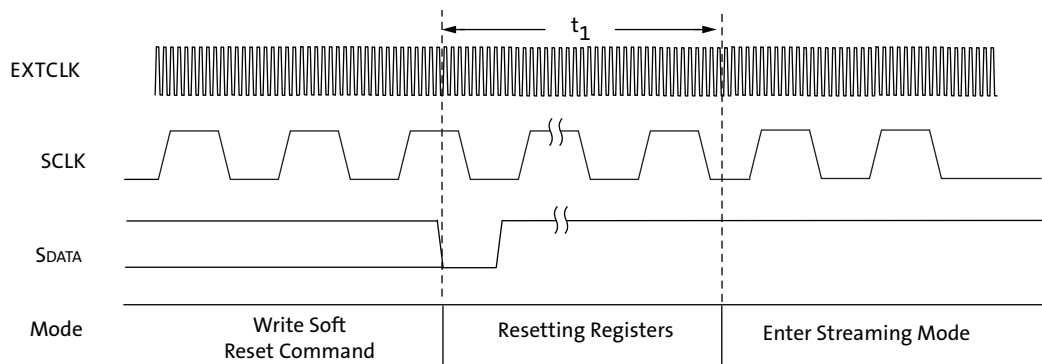 t1
EXTCLK
SCLK
SDATA
Mode
Write Soft
Reset Command
Resetting Registers
Enter Streaming Mode